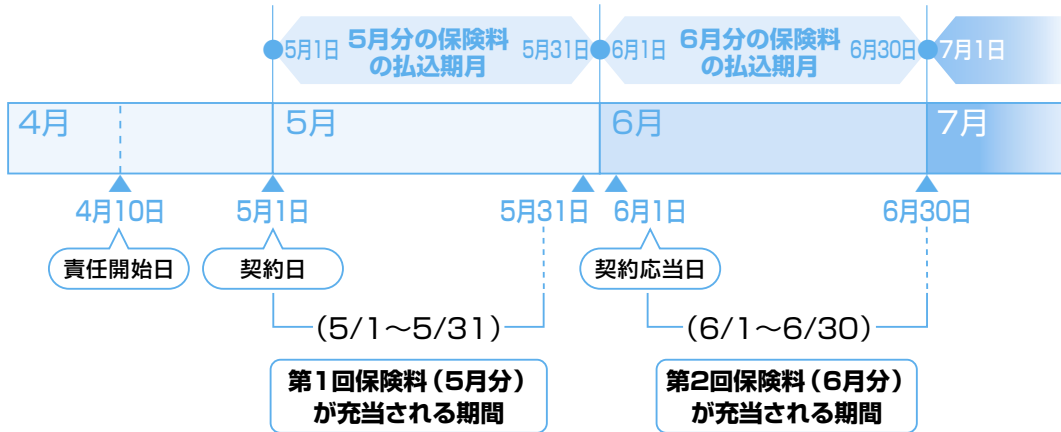 5月1日 5月分の保険料の払込期月 5月31日 6月1日 6月分の保険料の払込期月 6月30日 7月1日
4月 5月 6月 7月
4月10日 5月1日 5月31日 6月1日 6月30日
責任開始日 契約日 契約応当日
(5/1〜5/31) (6/1〜6/30)
第1回保険料(5月分)
が充当される期間
第2回保険料(6月分)
が充当される期間